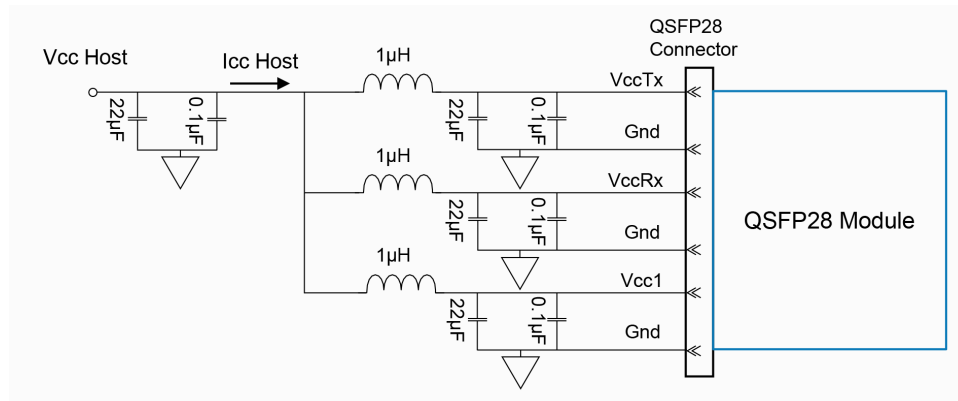 QSFP28
Connector
Vcc Host
Icc Host
1µH
VccTx
22µF
0.1µF
22µF
0.1µF
Gnd
1µH
VccRx
22µF
0.1µF
Gnd
QSFP28 Module
1µH
Vcc1
22µF
0.1µF
Gnd